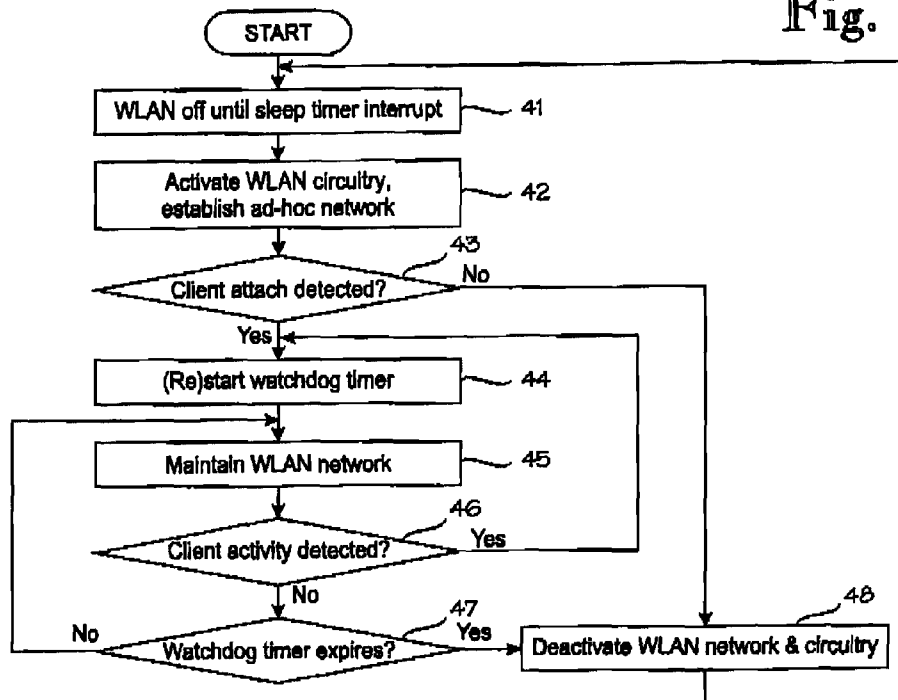 Fig.
START
WLAN off until sleep timer interrupt
41
Activate WLAN circuitry,
establish ad-hoc network
42
43
Client attach detected?
No
Yes
(Re)start watchdog timer
44
Maintain WLAN network
45
46
Client activity detected?
Yes
No
47
48
No
Watchdog timer expires?
Yes
Deactivate WLAN network & circuitry